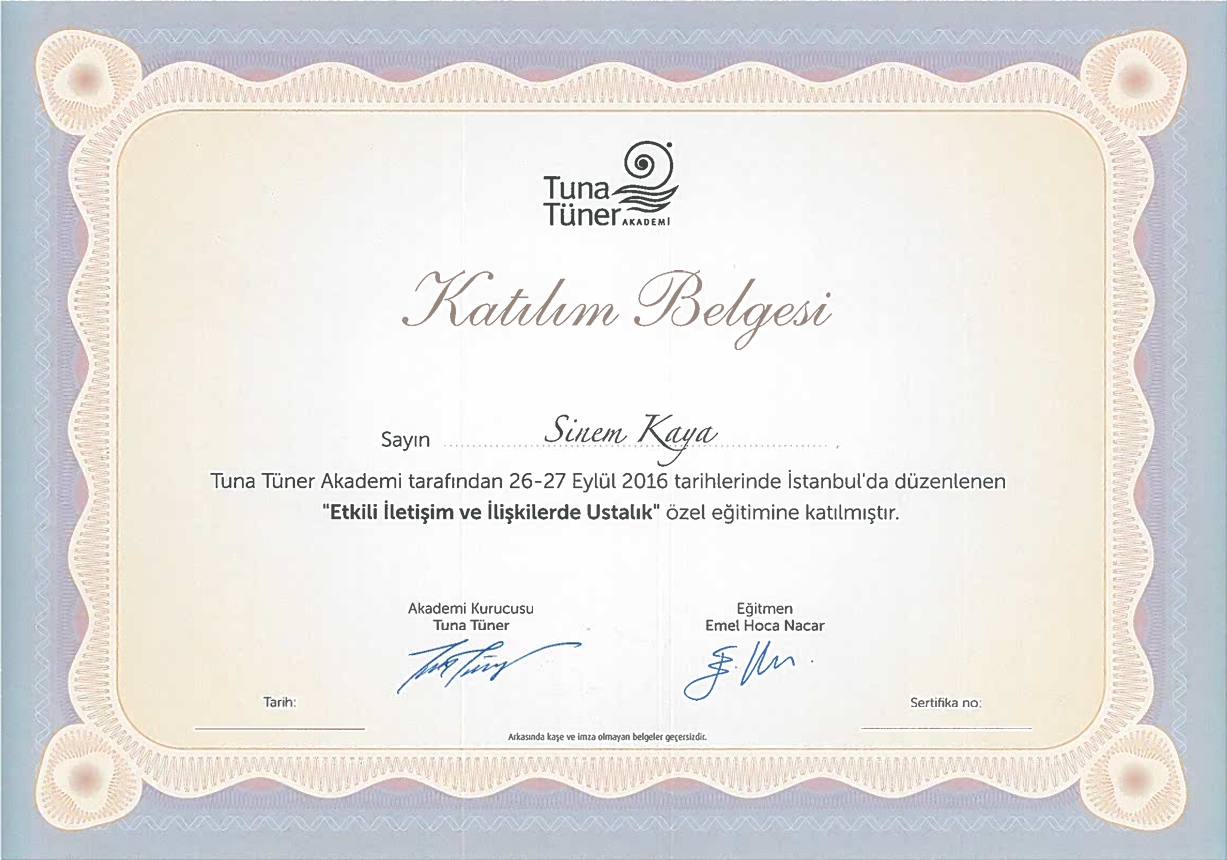 Tuna
Tüner AKADEMİ
Katılım Belgesi
Sayın Sinem Kaya
Tuna Tüner Akademi tarafından 26-27 Eylül 2016 tarihlerinde İstanbul'da düzenlenen
"Etkili İletişim ve İlişkilerde Ustalık" özel eğitimine katılmıştır.
Akademi Kurucusu
Tuna Tüner
Eğitmen
Emel Hoca Nacar
Tarih:
Sertifika no:
Arkasında kaşe ve imza olmayan belgeler geçersizdir.